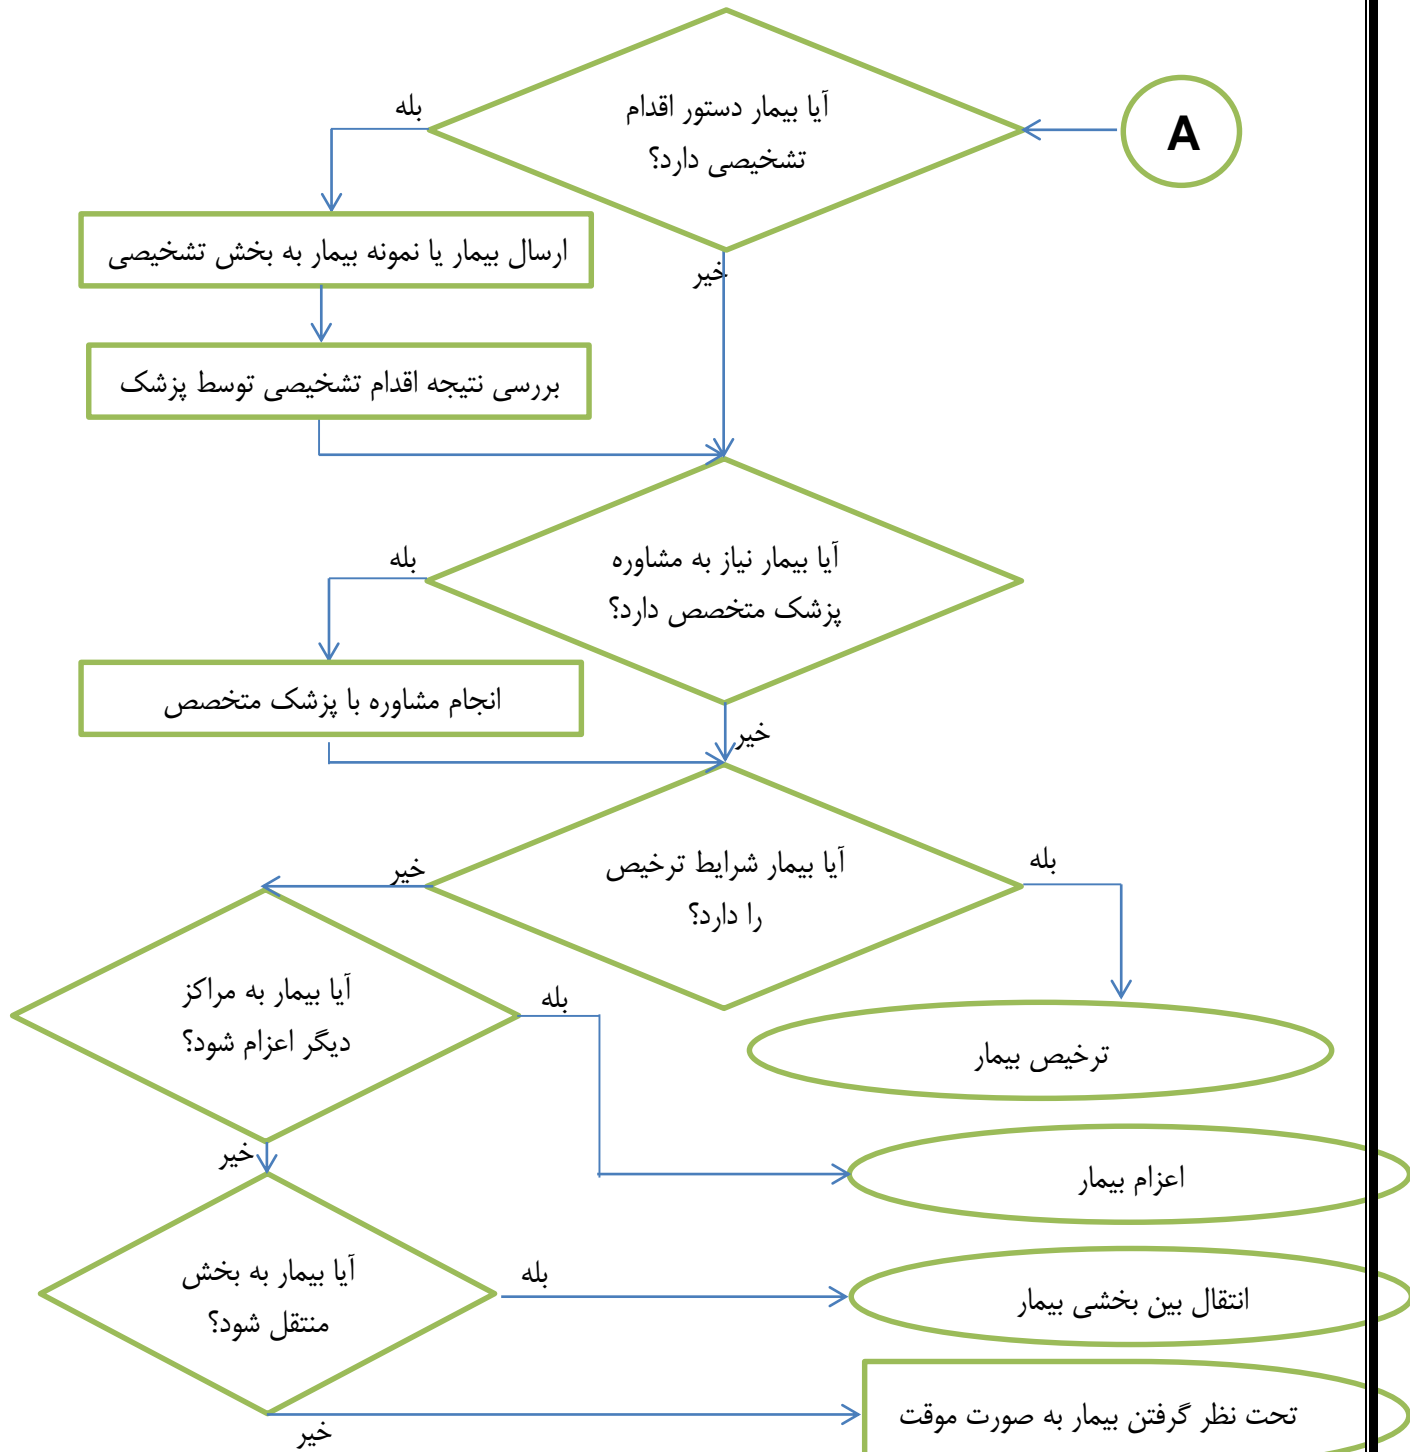 A
آیا بیمار دستور اقدام
تشخیصی دارد؟
بله
ارسال بیمار یا نمونه بیمار به بخش تشخیصی
خیر
بررسی نتیجه اقدام تشخیصی توسط پزشک
آیا بیمار نیاز به مشاوره
پزشک متخصص دارد؟
بله
انجام مشاوره با پزشک متخصص
خیر
آیا بیمار شرایط ترخیص
را دارد؟
بله
خیر
ترخیص بیمار
آیا بیمار به مراکز
دیگر اعزام شود؟
بله
اعزام بیمار
خیر
آیا بیمار به بخش
منتقل شود؟
بله
انتقال بین بخشی بیمار
خیر
تحت نظر گرفتن بیمار به صورت موقت